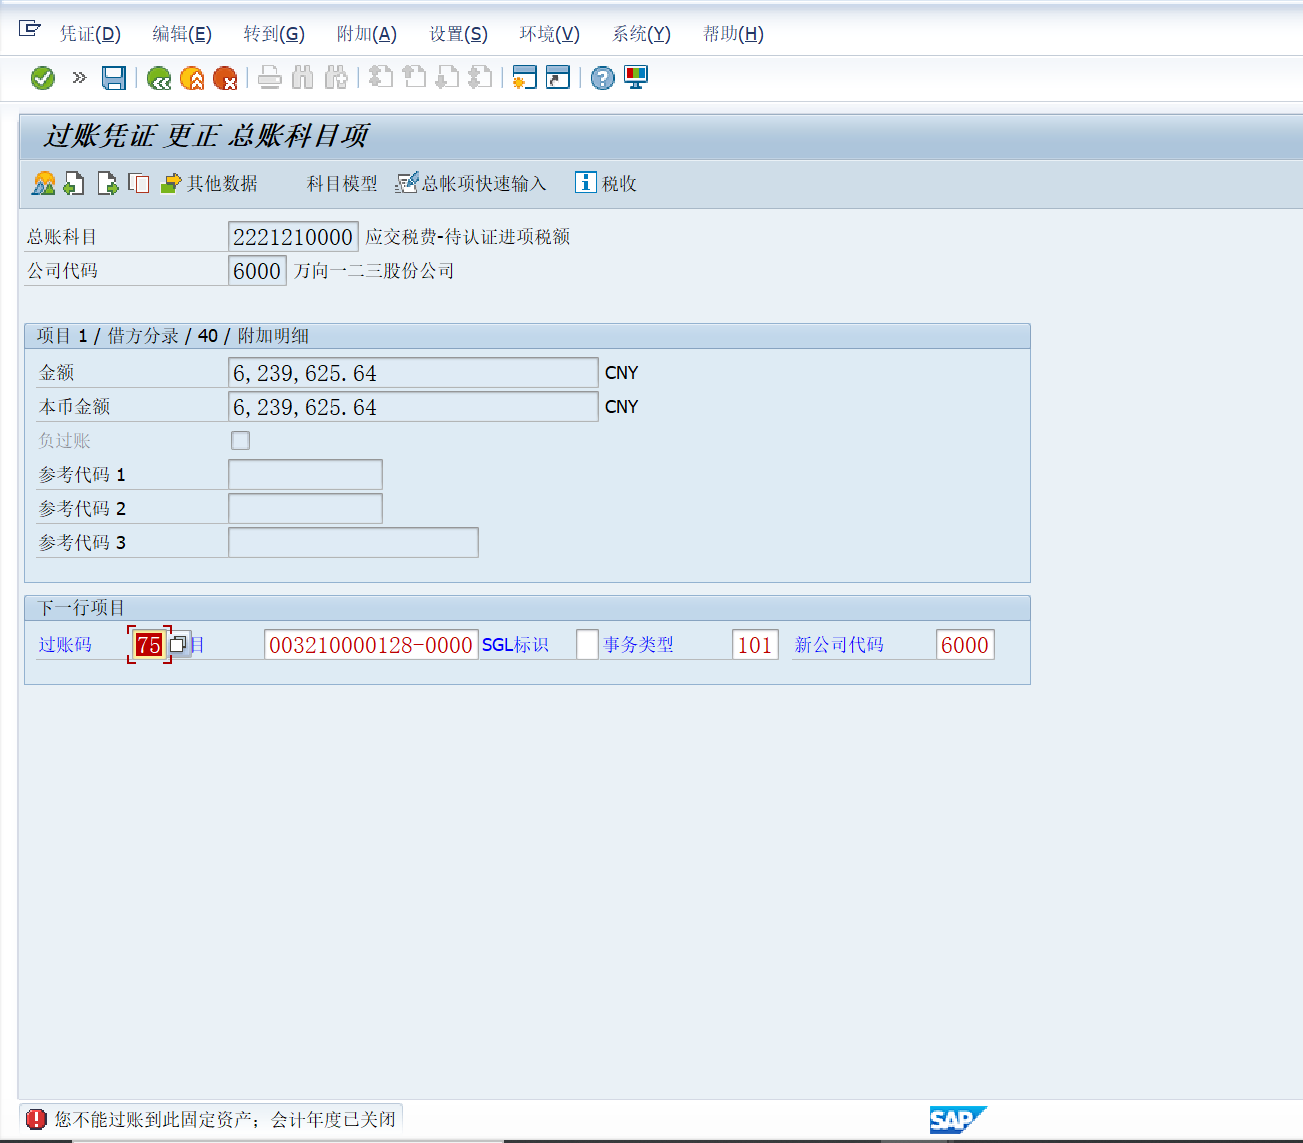 凭证(D) 编辑(E) 转到(G) 附加(A) 设置(S) 环境(V) 系统(Y) 帮助(H)
过账凭证 更正 总账科目项
其他数据 科目模型 总帐项快速输入 税收
总账科目 2221210000 应交税费-待认证进项税额
公司代码 6000 万向一二三股份公司
项目 1 / 借方分录 / 40 / 附加明细
金额 6,239,625.64 CNY
本币金额 6,239,625.64 CNY
负过账
参考代码 1
参考代码 2
参考代码 3
下一行项目
过账码 75 目 003210000128-0000 SGL标识 事务类型 101 新公司代码 6000
您不能过账到此固定资产；会计年度已关闭
SAP